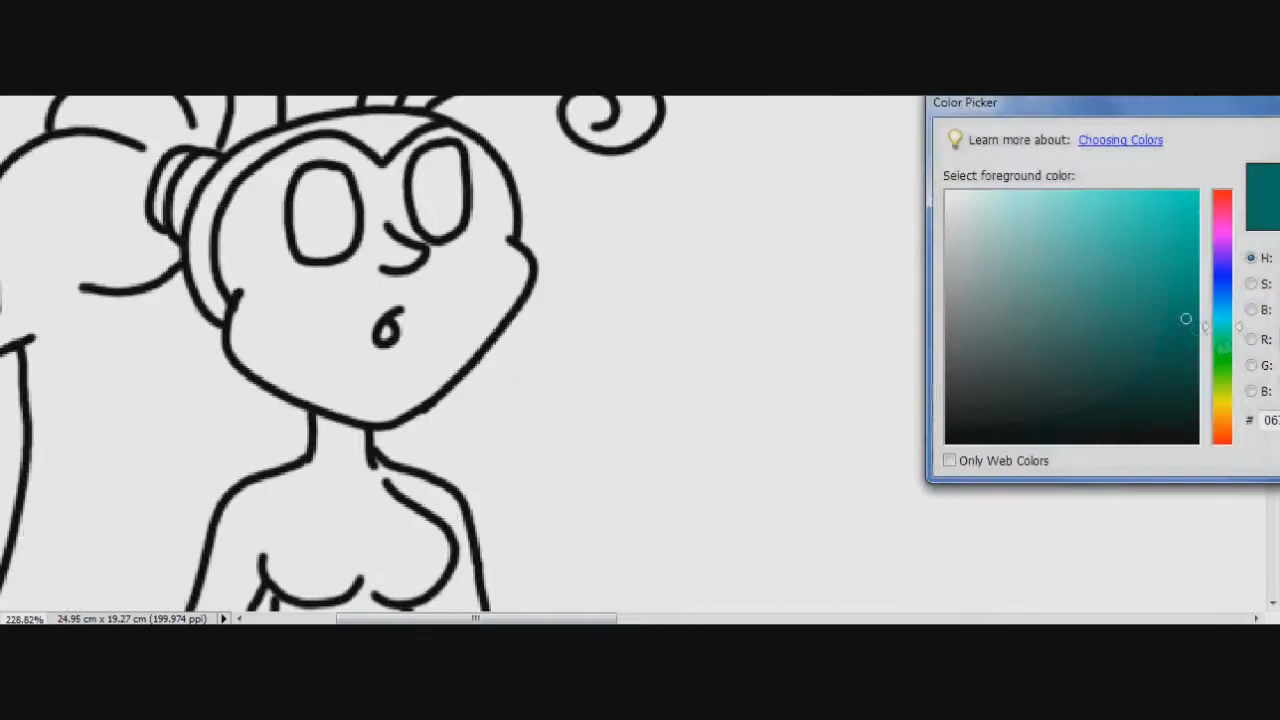 Color Picker
Learn more about: Choosing Colors
Select foreground color:
H:
S:
B:
R:
G:
B:
# 06
Only Web Colors
228.82% 24.95 cm x 19.27 cm (199.974 ppi)